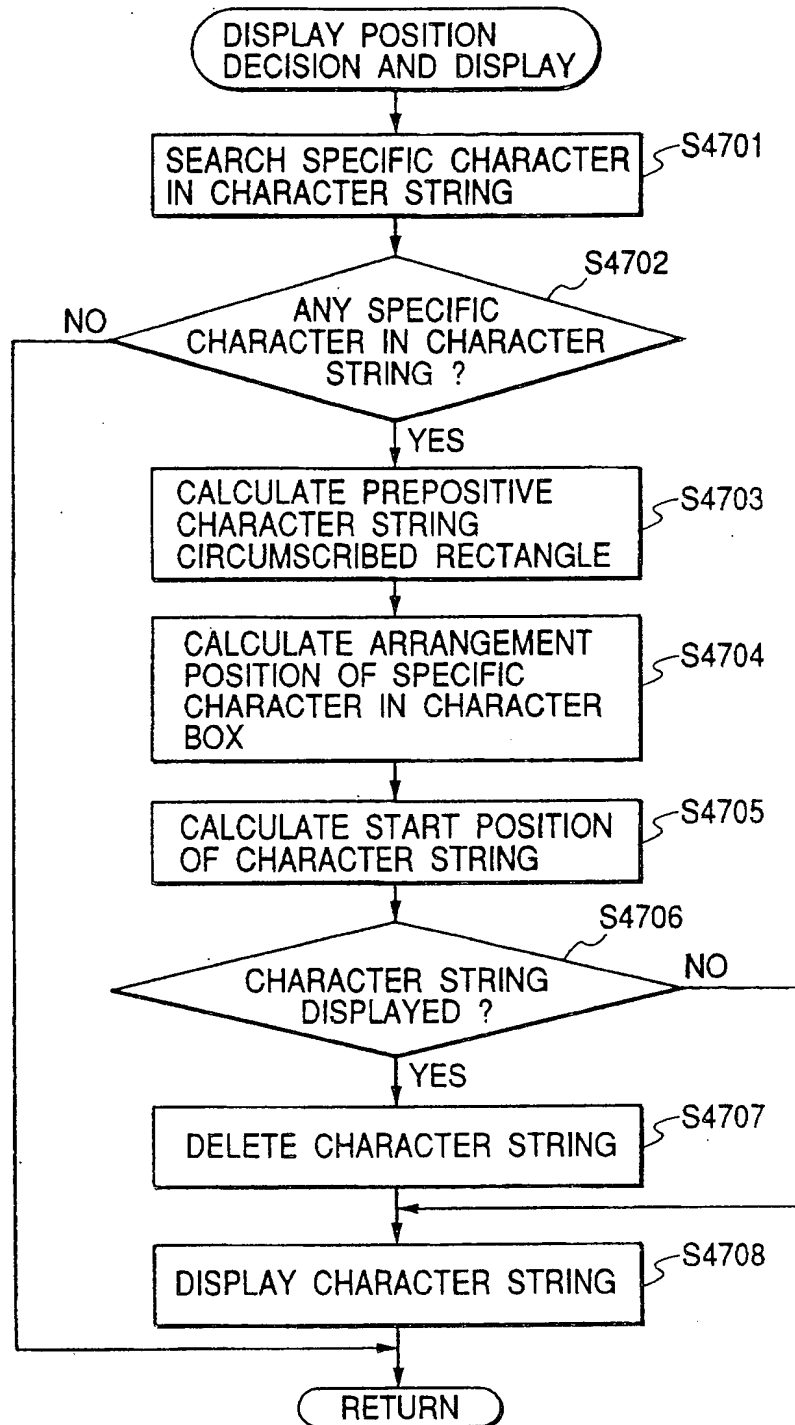 DISPLAY POSITION
DECISION AND DISPLAY
SEARCH SPECIFIC CHARACTER
IN CHARACTER STRING
S4701
S4702
ANY SPECIFIC
CHARACTER IN CHARACTER
STRING ?
NO
YES
CALCULATE PREPOSITIVE
CHARACTER STRING
CIRCUMSCRIBED RECTANGLE
S4703
CALCULATE ARRANGEMENT
POSITION OF SPECIFIC
CHARACTER IN CHARACTER
BOX
S4704
CALCULATE START POSITION
OF CHARACTER STRING
S4705
S4706
CHARACTER STRING
DISPLAYED ?
NO
YES
DELETE CHARACTER STRING
S4707
DISPLAY CHARACTER STRING
S4708
RETURN